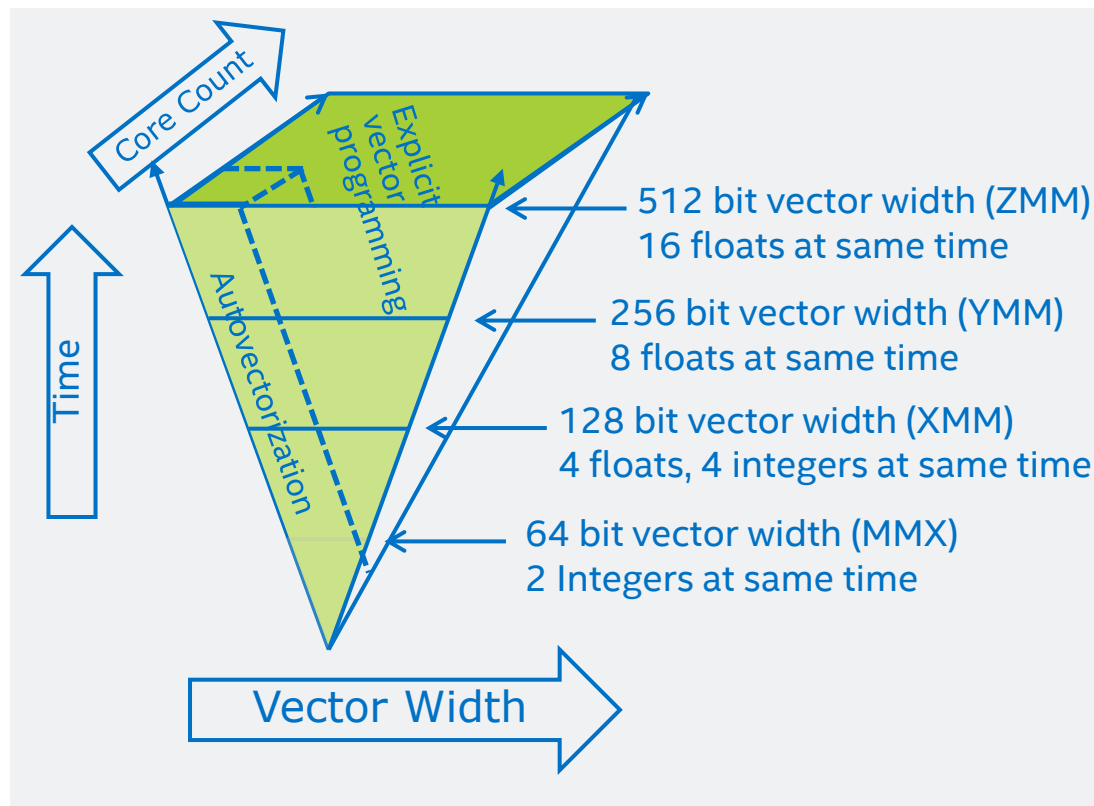 Core Count
Explicit
vector
programming
512 bit vector width (ZMM)
16 floats at same time
256 bit vector width (YMM)
8 floats at same time
Autovectorization
Time
128 bit vector width (XMM)
4 floats, 4 integers at same time
64 bit vector width (MMX)
2 Integers at same time
Vector Width